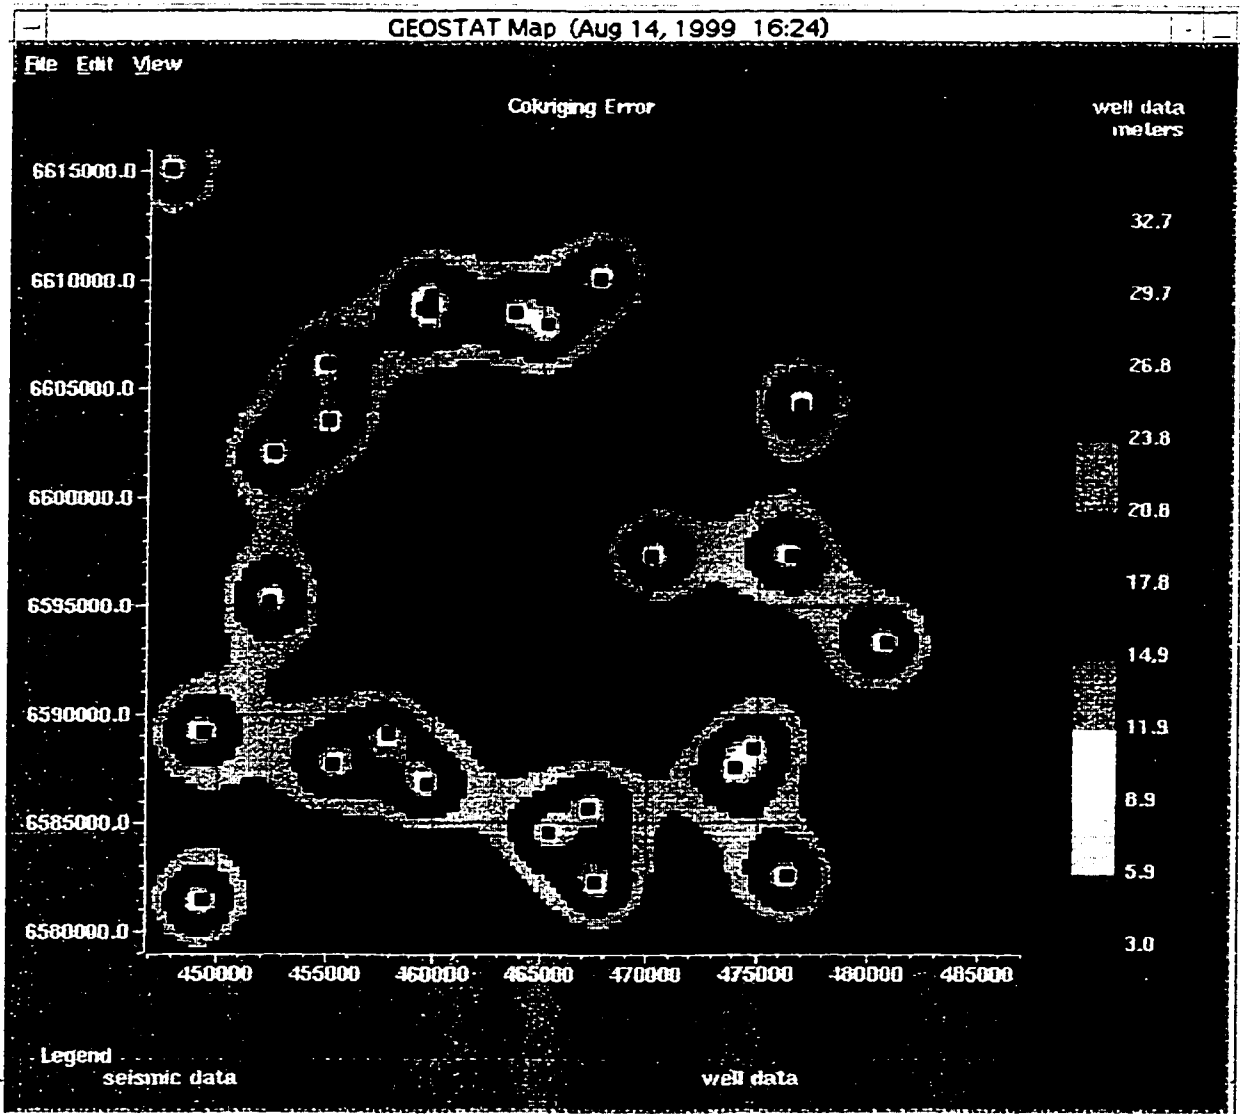 GEOSTAT Map (Aug 14, 1999 16:24)
File Edit View
Cokriging Error
well data
meters
6615000.0
6610000.0
6605000.0
6600000.0
6595000.0
6590000.0
6585000.0
6580000.0
450000 455000 460000 465000 470000 475000 480000 485000
32.7
29.7
26.8
23.8
20.8
17.8
14.9
11.9
8.9
5.9
3.0
Legend
seismic data well data